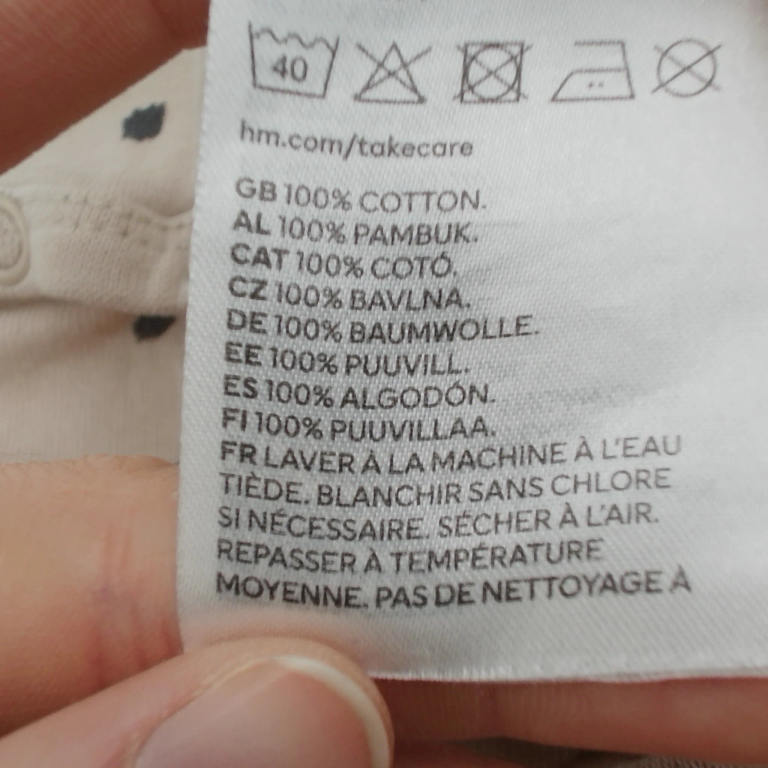 40
hm.com/takecare
GB 100% COTTON.
AL 100% PAMBUK.
CAT 100% COTÓ.
CZ 100% BAVLNA.
DE 100% BAUMWOLLE.
EE 100% PUUVILL.
ES 100% ALGODÓN.
FI 100% PUUVILLAA.
FR LAVER À LA MACHINE À L'EAU
TIÈDE. BLANCHIR SANS CHLORE
SI NÉCESSAIRE. SÉCHER À L'AIR.
REPASSER À TEMPÉRATURE
MOYENNE. PAS DE NETTOYAGE À